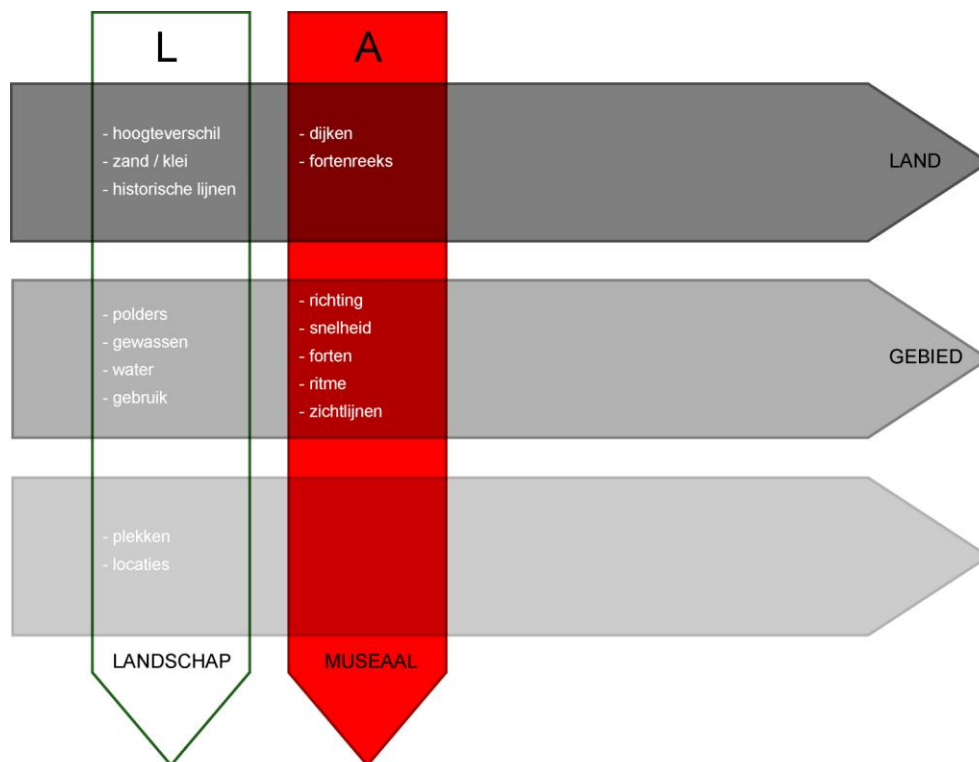 L
A
- hoogteverschil
- zand / klei
- historische lijnen
- dijken
- fortenreeks
LAND
- polders
- gewassen
- water
- gebruik
- richting
- snelheid
- forten
- ritme
- zichtlijnen
GEBIED
- plekken
- locaties
LANDSCHAP
MUSEAAL